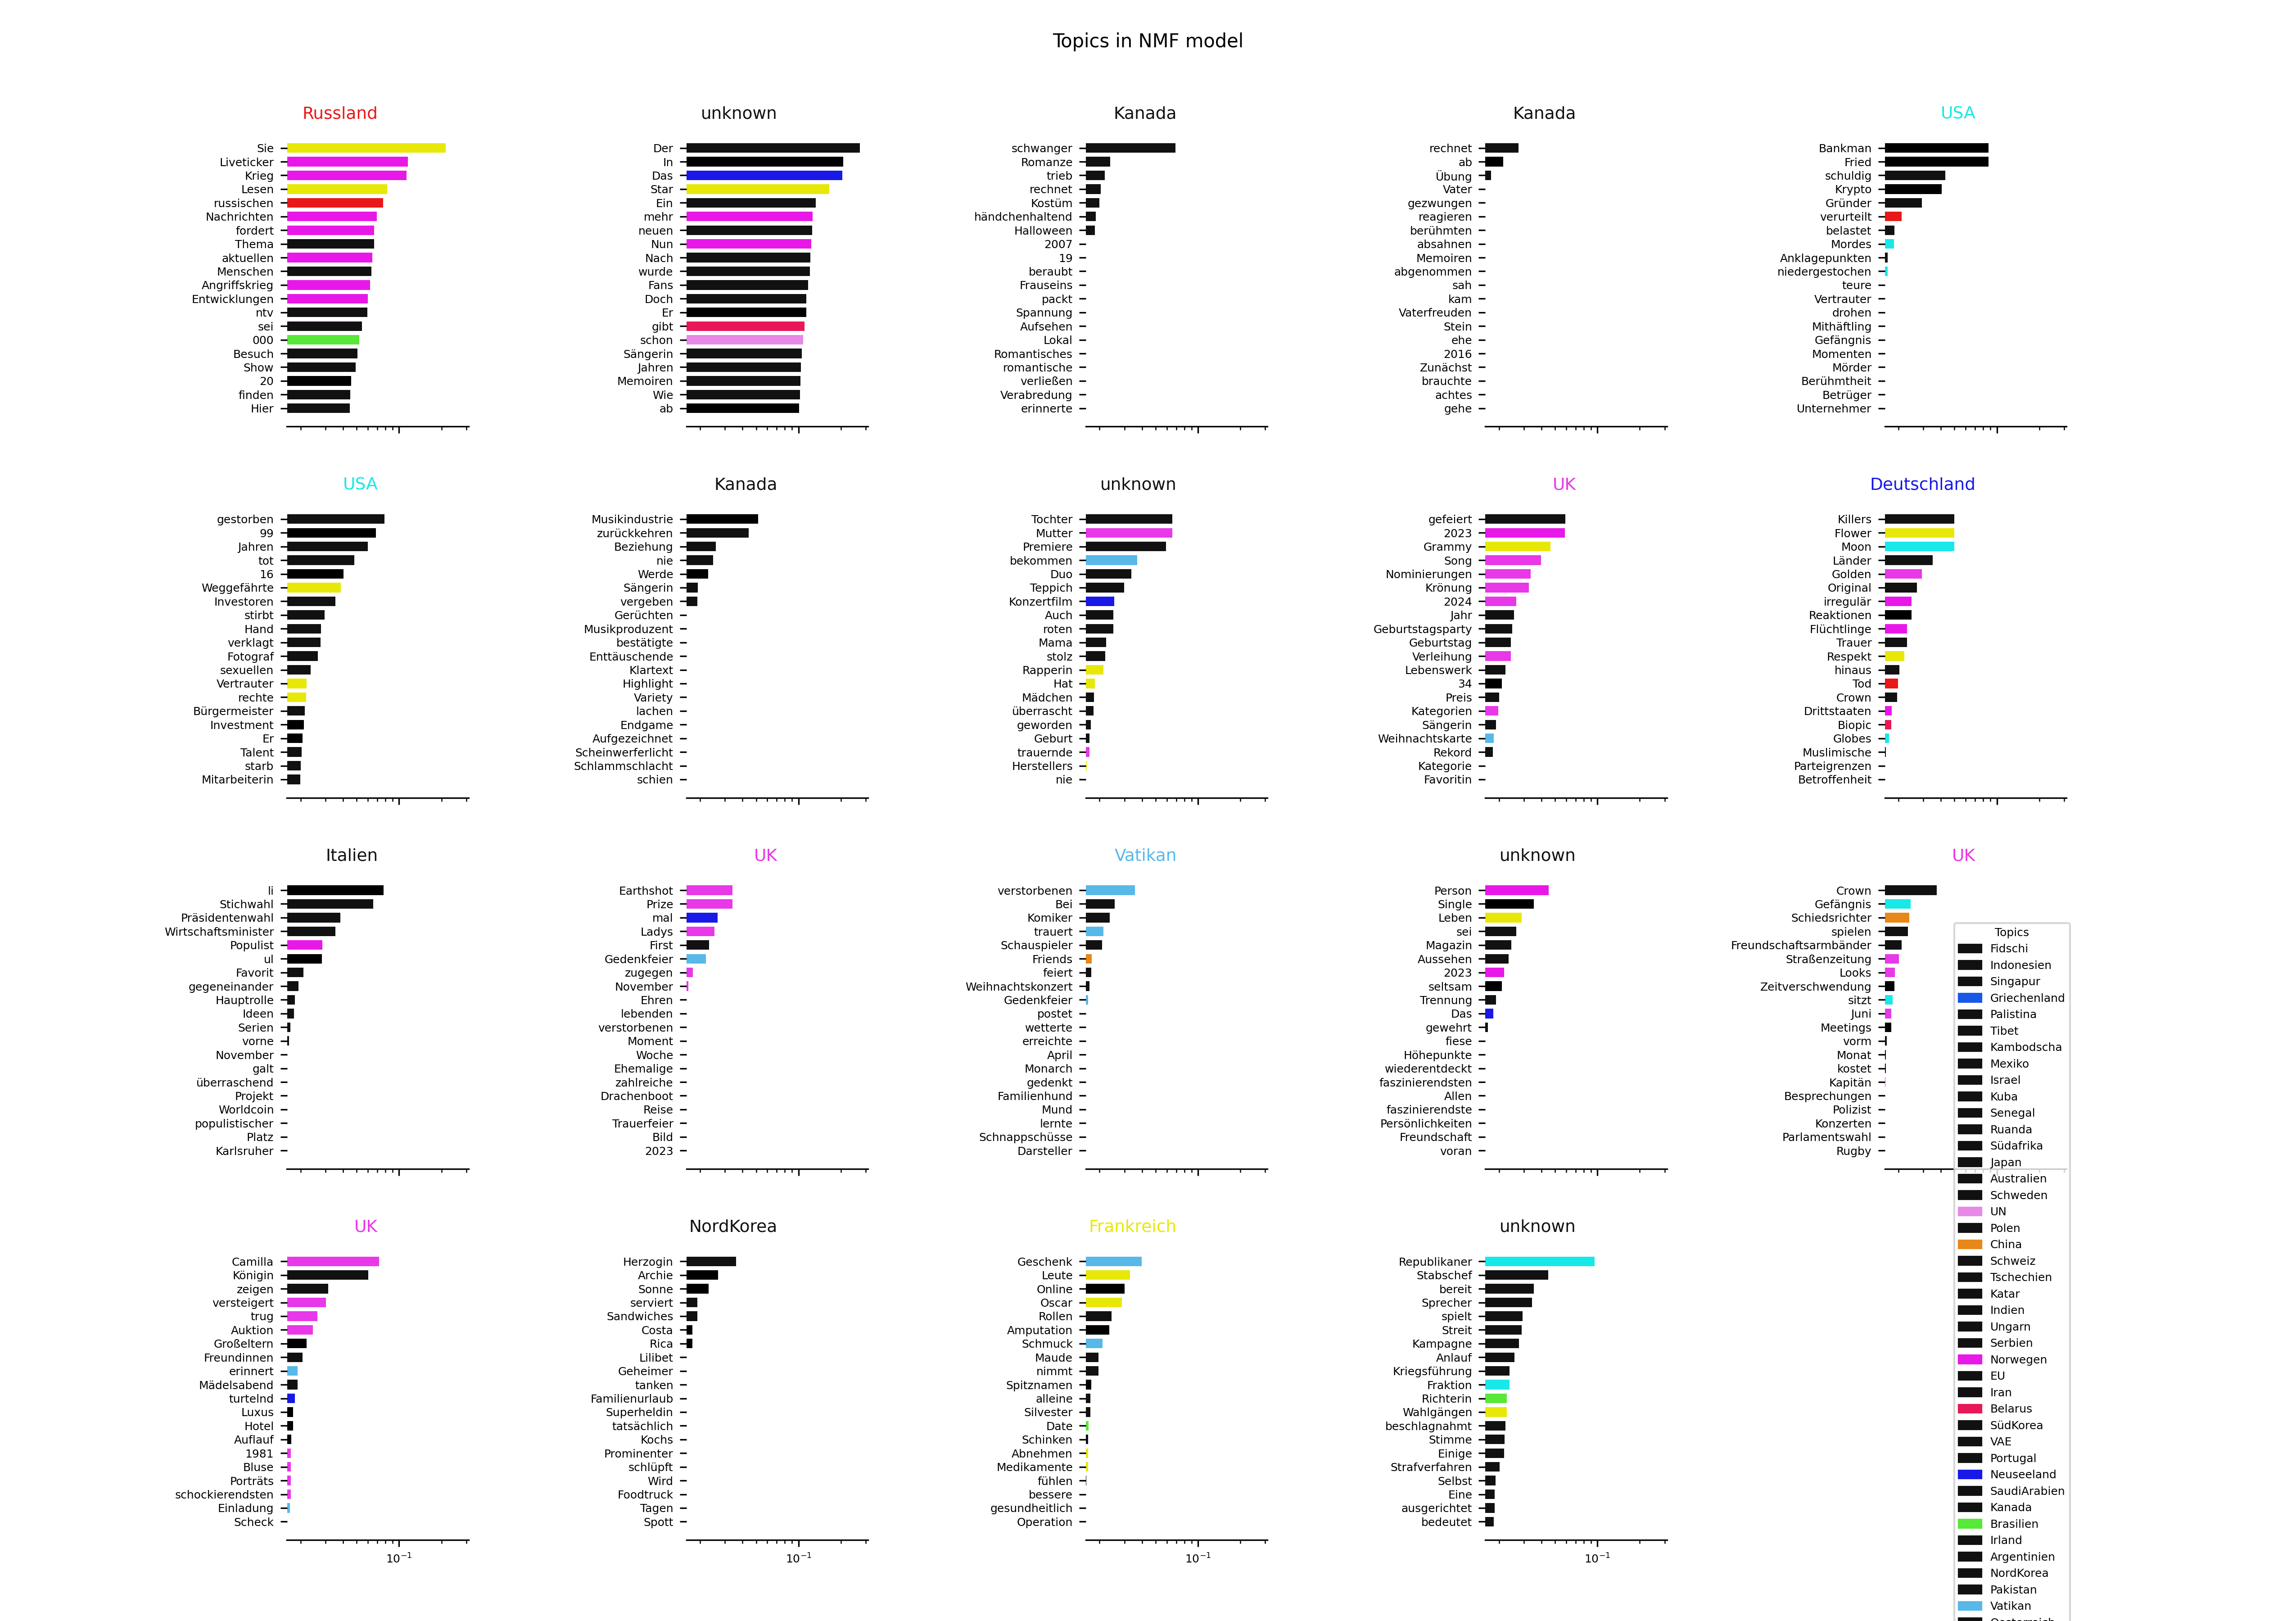 Topics in NMF model
Russland
Sie
Liveticker
Krieg
Lesen
russischen
Nachrichten
fordert
Thema
aktuellen
Menschen
Angriffskrieg
Entwicklungen
ntv
sei
000
Besuch
Show
20
finden
Hier
unknown
Der
In
Das
Star
Ein
mehr
neuen
Nun
Nach
wurde
Fans
Doch
Er
gibt
schon
Sängerin
Jahren
Memoiren
Wie
ab
Kanada
schwanger
Romanze
trieb
rechnet
Kostüm
händchenhaltend
Halloween
2007
19
beraubt
Frauseins
packt
Spannung
Aufsehen
Lokal
Romantisches
romantische
verließen
Verabredung
erinnerte
Kanada
rechnet
ab
Übung
Vater
gezwungen
reagieren
berühmten
absahnen
Memoiren
abgenommen
sah
kam
Vaterfreuden
Stein
ehe
2016
Zunächst
brauchte
achtes
gehe
USA
Bankman
Fried
schuldig
Krypto
Gründer
verurteilt
belastet
Mordes
Anklagepunkten
niedergestochen
teure
Vertrauter
drohen
Mithäftling
Gefängnis
Momenten
Mörder
Berühmtheit
Betrüger
Unternehmer
USA
gestorben
99
Jahren
tot
16
Weggefährte
Investoren
stirbt
Hand
verklagt
Fotograf
sexuellen
Vertrauter
rechte
Bürgermeister
Investment
Er
Talent
starb
Mitarbeiterin
Kanada
Musikindustrie
zurückkehren
Beziehung
nie
Werde
Sängerin
vergeben
Gerüchten
Musikproduzent
bestätigte
Enttäuschende
Klartext
Highlight
Variety
lachen
Endgame
Aufgezeichnet
Scheinwerferlicht
Schlammschlacht
schien
unknown
Tochter
Mutter
Premiere
bekommen
Duo
Teppich
Konzertfilm
Auch
roten
Mama
stolz
Rapperin
Hat
Mädchen
überrascht
geworden
Geburt
trauernde
Herstellers
nie
UK
gefeiert
2023
Grammy
Song
Nominierungen
Krönung
2024
Jahr
Geburtstagsparty
Geburtstag
Verleihung
Lebenswerk
34
Preis
Kategorien
Sängerin
Weihnachtskarte
Rekord
Kategorie
Favoritin
Deutschland
Killers
Flower
Moon
Länder
Golden
Original
irregulär
Reaktionen
Flüchtlinge
Trauer
Respekt
hinaus
Tod
Crown
Drittstaaten
Biopic
Globes
Muslimische
Parteigrenzen
Betroffenheit
Italien
li
Stichwahl
Präsidentenwahl
Wirtschaftsminister
Populist
ul
Favorit
gegeneinander
Hauptrolle
Ideen
Serien
vorne
November
galt
überraschend
Projekt
Worldcoin
populistischer
Platz
Karlsruher
UK
Earthshot
Prize
mal
Ladys
First
Gedenkfeier
zugegen
November
Ehren
lebenden
verstorbenen
Moment
Woche
Ehemalige
zahlreiche
Drachenboot
Reise
Trauerfeier
Bild
2023
Vatikan
verstorbenen
Bei
Komiker
trauert
Schauspieler
Friends
feiert
Weihnachtskonzert
Gedenkfeier
postet
wetterte
erreichte
April
Monarch
gedenkt
Familienhund
Mund
lernte
Schnappschüsse
Darsteller
unknown
Person
Single
Leben
sei
Magazin
Aussehen
2023
seltsam
Trennung
Das
gewehrt
fiese
Höhepunkte
wiederentdeckt
faszinierendsten
Allen
faszinierendste
Persönlichkeiten
Freundschaft
voran
UK
Crown
Gefängnis
Schiedsrichter
spielen
Freundschaftsarmbänder
Straßenzeitung
Looks
Zeitverschwendung
sitzt
Juni
Meetings
vorm
Monat
kostet
Kapitän
Besprechungen
Polizist
Konzerten
Parlamentswahl
Rugby
UK
Camilla
Königin
zeigen
versteigert
trug
Auktion
Großeltern
Freundinnen
erinnert
Mädelsabend
turtelnd
Luxus
Hotel
Auflauf
1981
Bluse
Porträts
schockierendsten
Einladung
Scheck
10⁻¹
NordKorea
Herzogin
Archie
Sonne
serviert
Sandwiches
Costa
Rica
Lilibet
Geheimer
tanken
Familienurlaub
Superheldin
tatsächlich
Kochs
Prominenter
schlüpft
Wird
Foodtruck
Tagen
Spott
10⁻¹
Frankreich
Geschenk
Leute
Online
Oscar
Rollen
Amputation
Schmuck
Maude
nimmt
Spitznamen
alleine
Silvester
Date
Schinken
Abnehmen
Medikamente
fühlen
bessere
gesundheitlich
Operation
10⁻¹
unknown
Republikaner
Stabschef
bereit
Sprecher
spielt
Streit
Kampagne
Anlauf
Kriegsführung
Fraktion
Richterin
Wahlgängen
beschlagnahmt
Stimme
Einige
Strafverfahren
Selbst
Eine
ausgerichtet
bedeutet
10⁻¹
Topics
Fidschi
Indonesien
Singapur
Griechenland
Palistina
Tibet
Kambodscha
Mexiko
Israel
Kuba
Senegal
Ruanda
Südafrika
Japan
Australien
Schweden
UN
Polen
China
Schweiz
Tschechien
Katar
Indien
Ungarn
Serbien
Norwegen
EU
Iran
Belarus
SüdKorea
VAE
Portugal
Neuseeland
SaudiArabien
Kanada
Brasilien
Irland
Argentinien
NordKorea
Pakistan
Vatikan